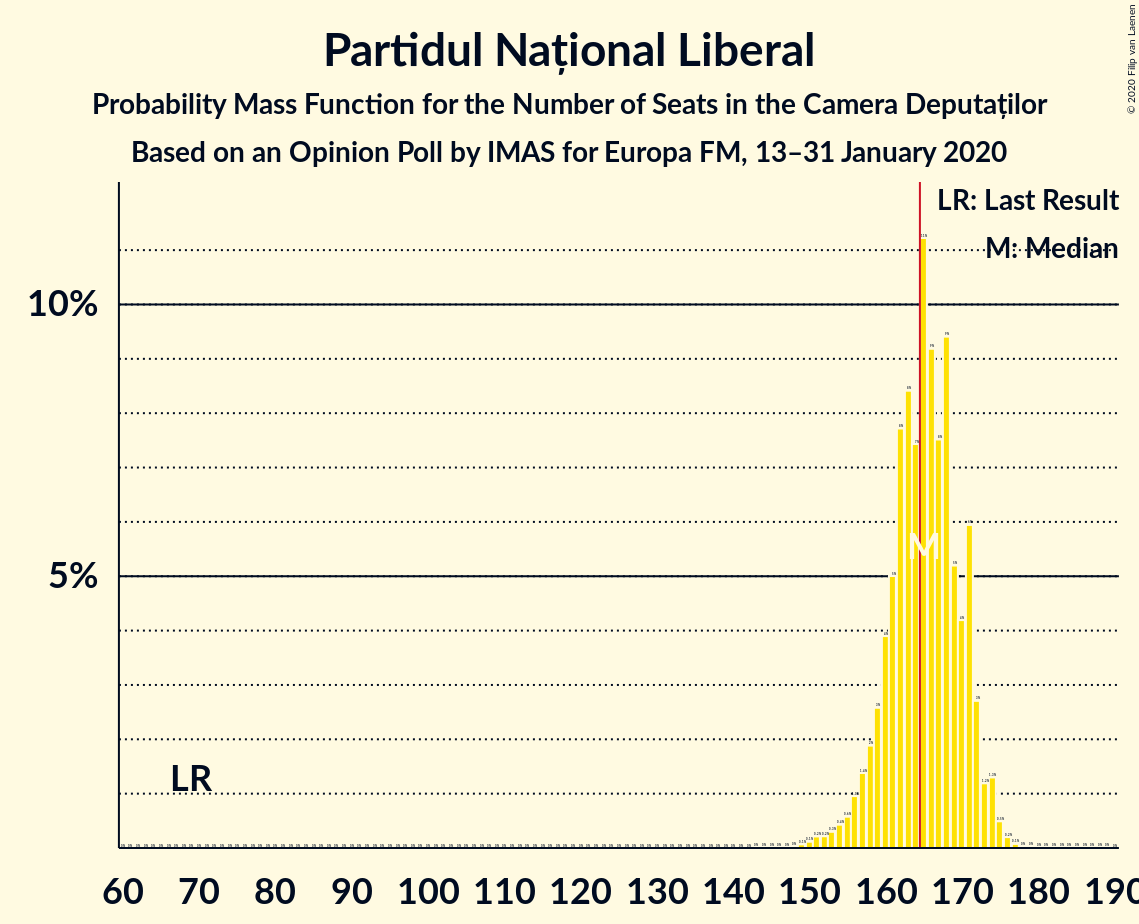 Partidul Național Liberal
Probability Mass Function for the Number of Seats in the Camera Deputaților
Based on an Opinion Poll by IMAS for Europa FM, 13–31 January 2020
© 2020 Filip van Laenen
LR: Last Result
M: Median
10%
5%
M
LR
60 70 80 90 100 110 120 130 140 150 160 170 180 190